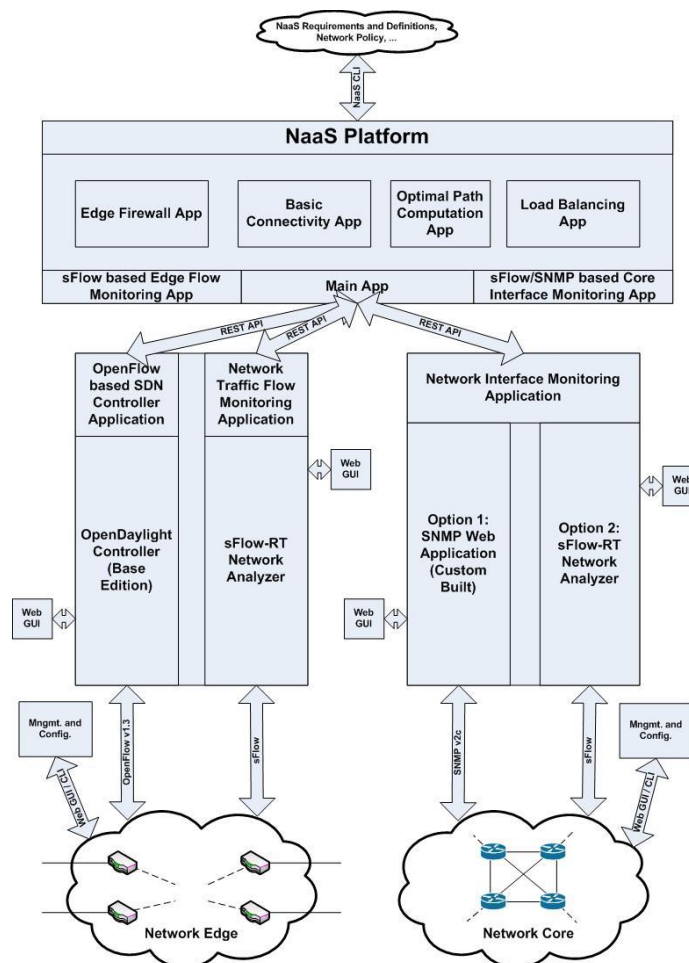 NaaS Requirements and Definitions,
Network Policy, ...
NaaS CLI
NaaS Platform
Edge Firewall App
Basic
Connectivity App
Optimal Path
Computation
App
Load Balancing
App
sFlow based Edge Flow
Monitoring App
Main App
sFlow/SNMP based Core
Interface Monitoring App
REST API
REST API
REST API
OpenFlow
based SDN
Controller
Application
Network
Traffic Flow
Monitoring
Application
Network Interface Monitoring
Application
Web
GUI
Web
GUI
OpenDaylight
Controller
(Base
Edition)
sFlow-RT
Network
Analyzer
Option 1:
SNMP Web
Application
(Custom
Built)
Option 2:
sFlow-RT
Network
Analyzer
Web
GUI
Web
GUI
Mngmt. and
Config.
Web GUI / CLI
OpenFlow v1.3
sFlow
SNMP v2c
sFlow
Mngmt. and
Config.
Web GUI / CLI
Network Edge
Network Core